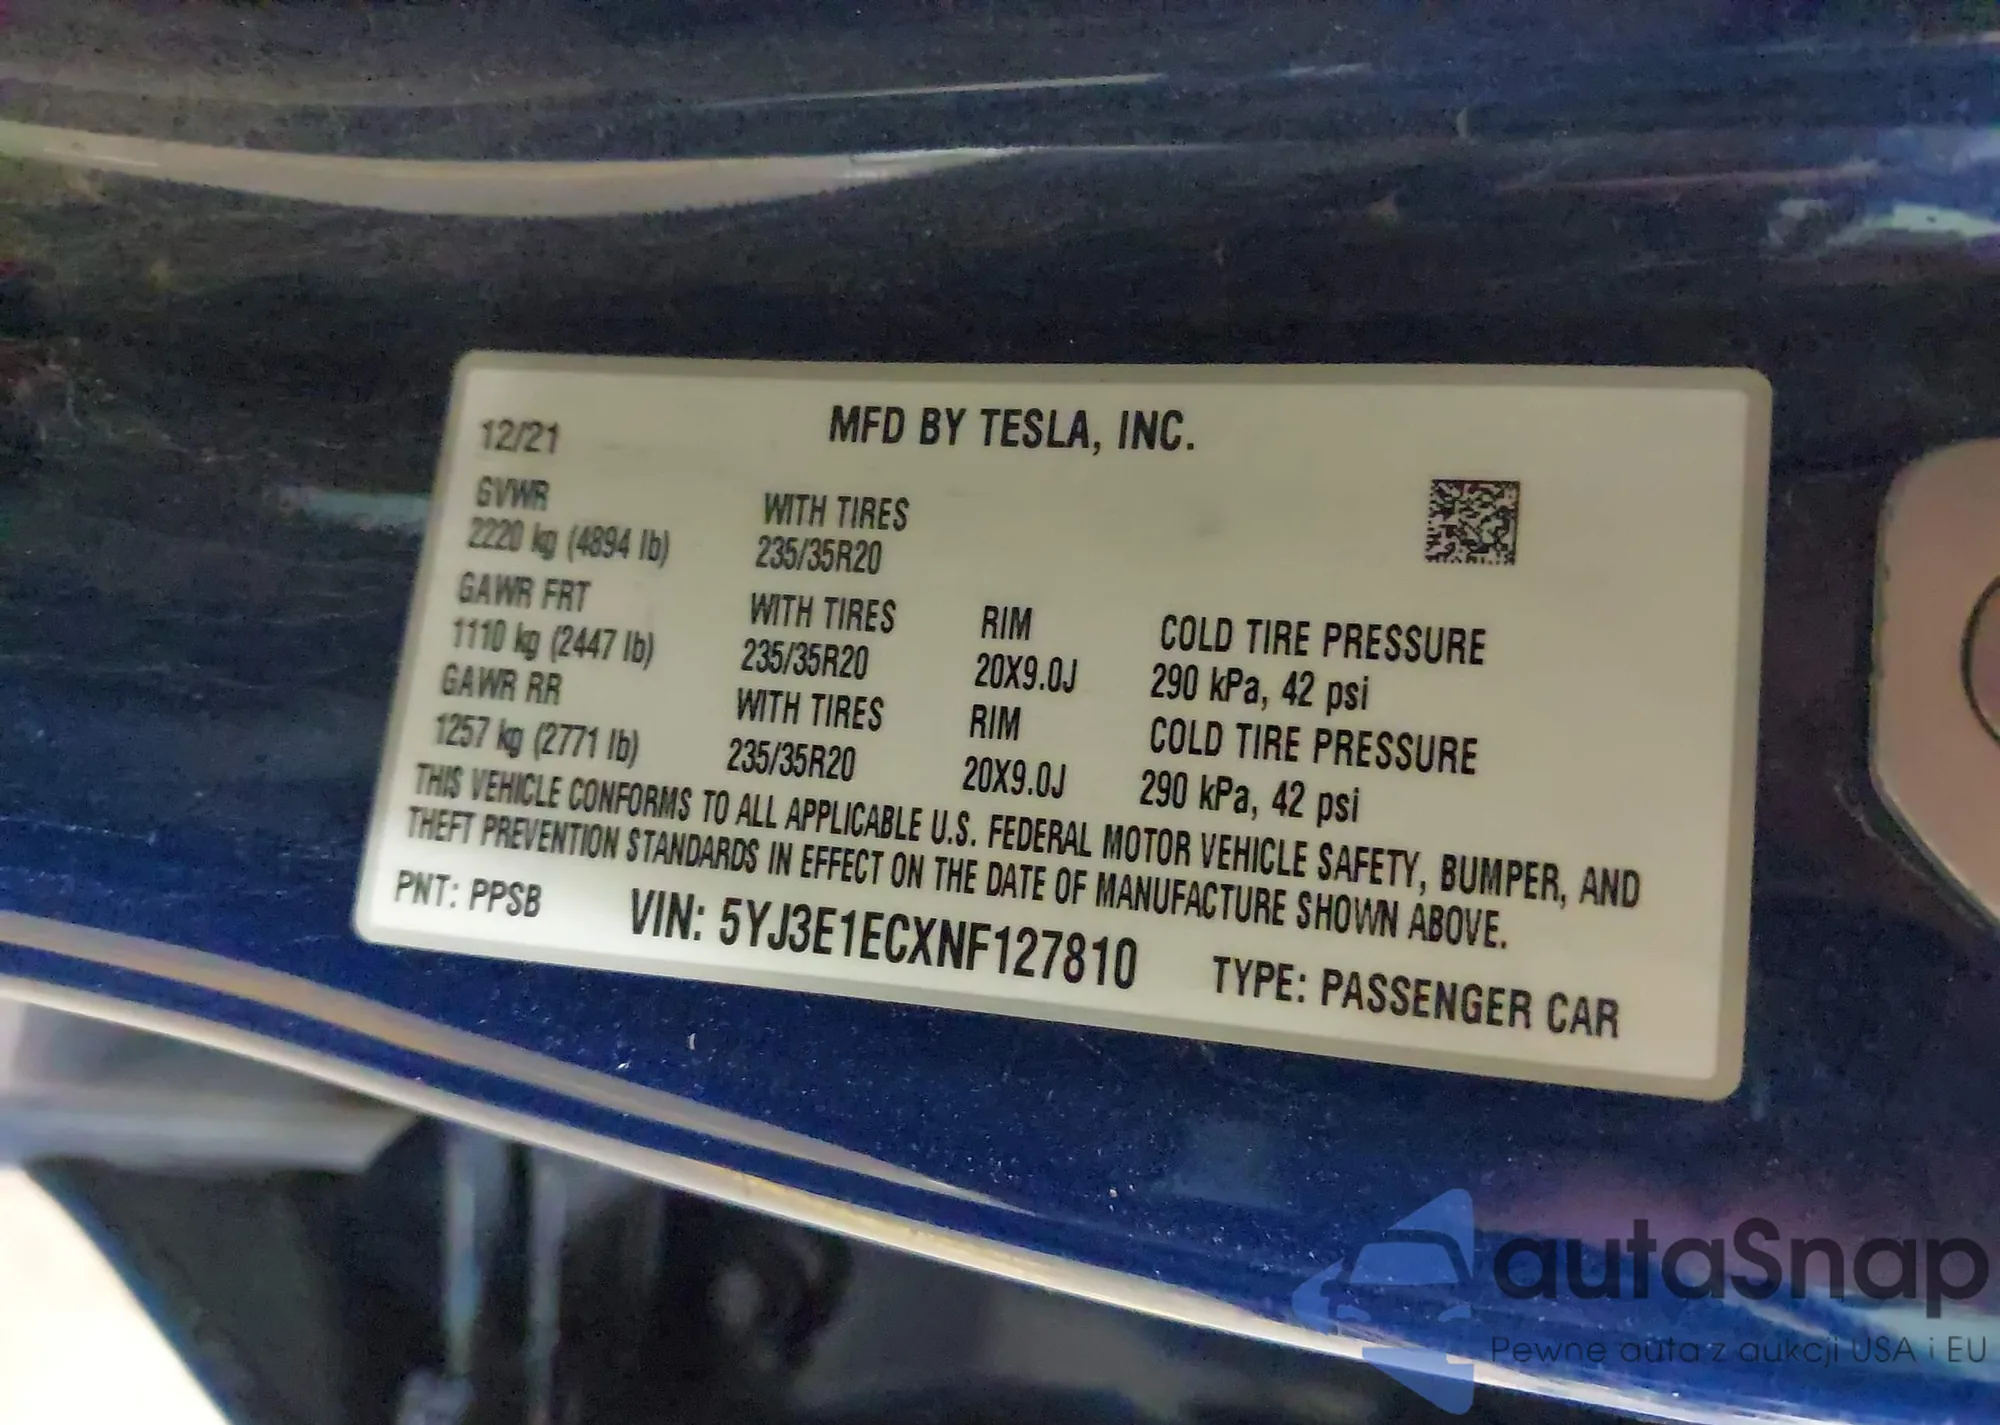 12/21 MFD BY TESLA, INC.
GVWR WITH TIRES
2220 kg (4894 lb) 235/35R20
GAWR FRT WITH TIRES RIM COLD TIRE PRESSURE
1110 kg (2447 lb) 235/35R20 20X9.0J 290 kPa, 42 psi
GAWR RR WITH TIRES RIM COLD TIRE PRESSURE
1257 kg (2771 lb) 235/35R20 20X9.0J 290 kPa, 42 psi
THIS VEHICLE CONFORMS TO ALL APPLICABLE U.S. FEDERAL MOTOR VEHICLE SAFETY, BUMPER, AND
THEFT PREVENTION STANDARDS IN EFFECT ON THE DATE OF MANUFACTURE SHOWN ABOVE.
PNT: PPSB VIN: 5YJ3E1ECXNF127810 TYPE: PASSENGER CAR
autaSnap
Pewne auta z aukcji USA i EU